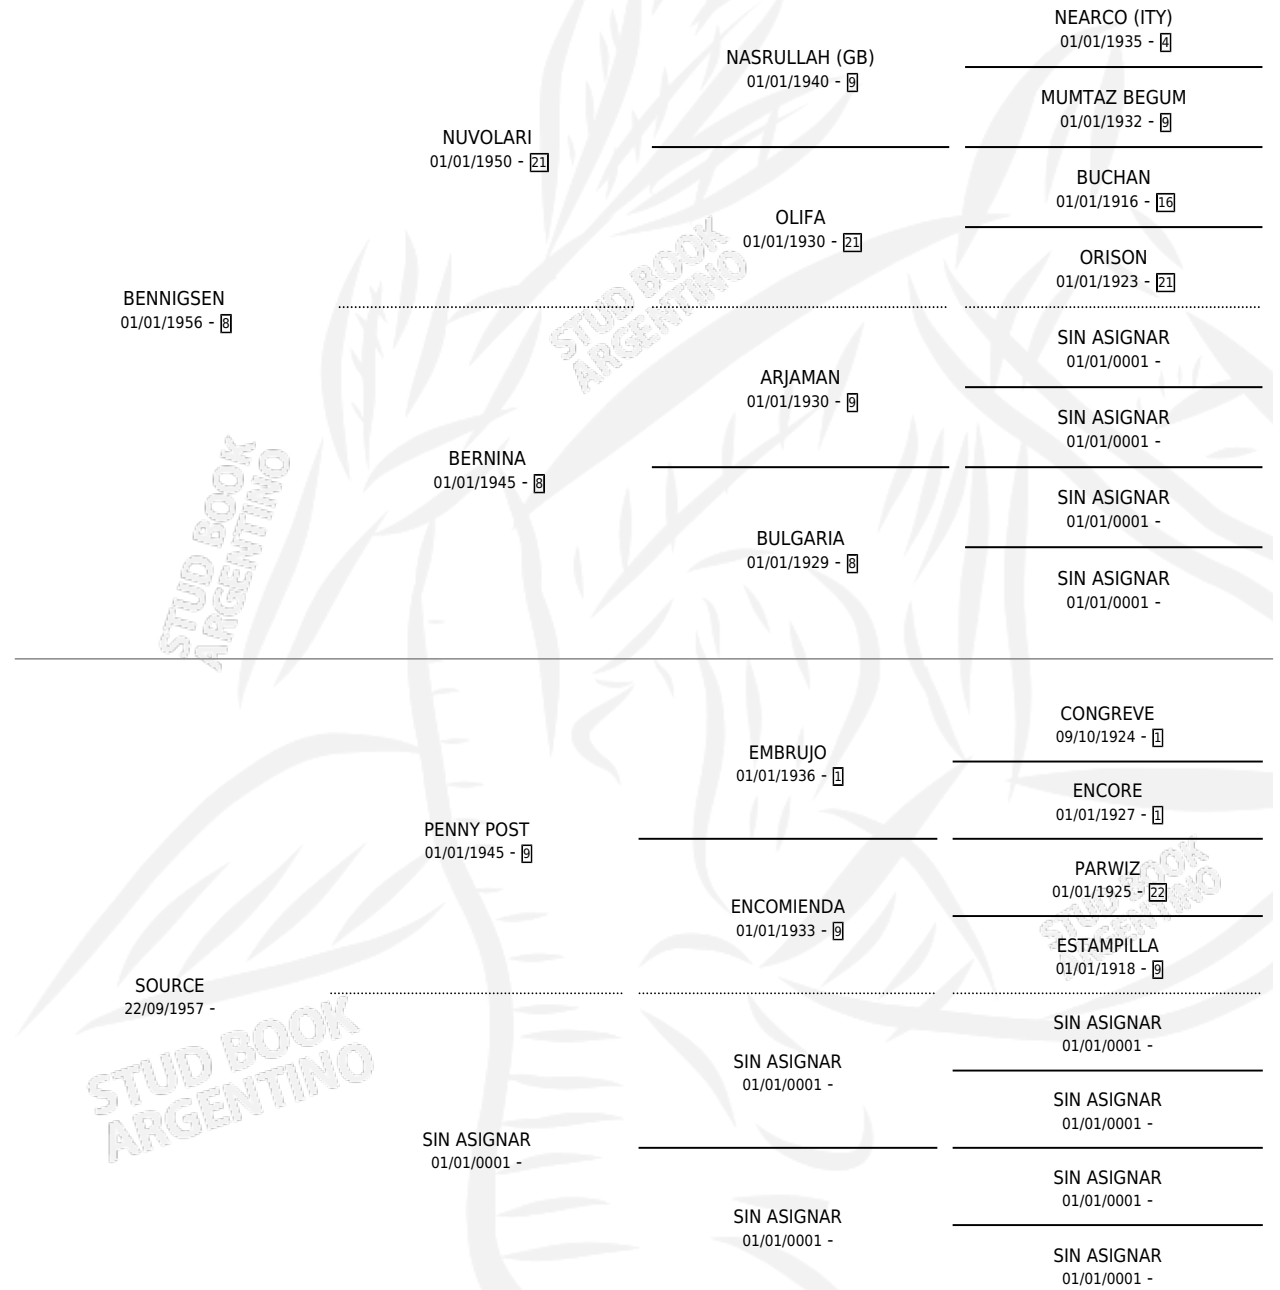 NEARCO (ITY)
01/01/1935 - 4
NASRULLAH (GB)
01/01/1940 - 9
MUMTAZ BEGUM
01/01/1932 - 9
NUVOLARI
01/01/1950 - 21
BUCHAN
01/01/1916 - 16
OLIFA
01/01/1930 - 21
ORISON
01/01/1923 - 21
BENNIGSEN
01/01/1956 - 8
STUD BOOK
ARGENTINO
SIN ASIGNAR
01/01/0001 -
ARJAMAN
01/01/1930 - 9
SIN ASIGNAR
01/01/0001 -
BERNINA
01/01/1945 - 8
SIN ASIGNAR
01/01/0001 -
BULGARIA
01/01/1929 - 8
SIN ASIGNAR
01/01/0001 -
STUD BOOK
ARGENTINO
CONGREVE
09/10/1924 - 1
EMBRUJO
01/01/1936 - 1
ENCORE
01/01/1927 - 1
PENNY POST
01/01/1945 - 9
PARWIZ
01/01/1925 - 22
ENCOMIENDA
01/01/1933 - 9
STUD BOOK
ARGENTINO
ESTAMPILLA
01/01/1918 - 9
SOURCE
22/09/1957 -
STUD BOOK
ARGENTINO
SIN ASIGNAR
01/01/0001 -
SIN ASIGNAR
01/01/0001 -
SIN ASIGNAR
01/01/0001 -
SIN ASIGNAR
01/01/0001 -
SIN ASIGNAR
01/01/0001 -
SIN ASIGNAR
01/01/0001 -
SIN ASIGNAR
01/01/0001 -